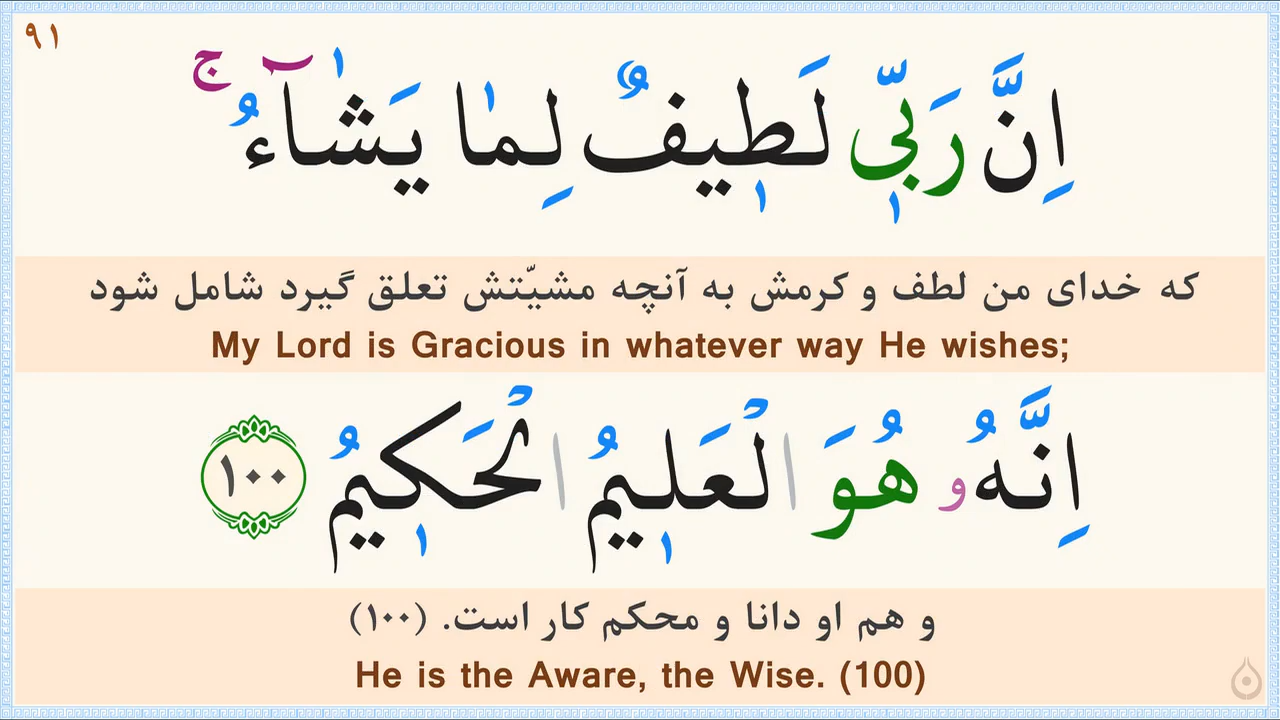 ۹۱
اِنَّ رَبّٖي لَطٖيفٌ لِمٰا يَشٰآءُ ۚ
که خدای من لطف و کرمش به آنچه مشیّتش تعلق گیرد شامل شود
My Lord is Gracious in whatever way He wishes;
اِنَّهُو هُوَ الْعَلٖيمُ الْحَكٖيمُ ۱۰۰
و هم او دانا و محکم کار است. (۱۰۰)
He is the Aware, the Wise. (100)